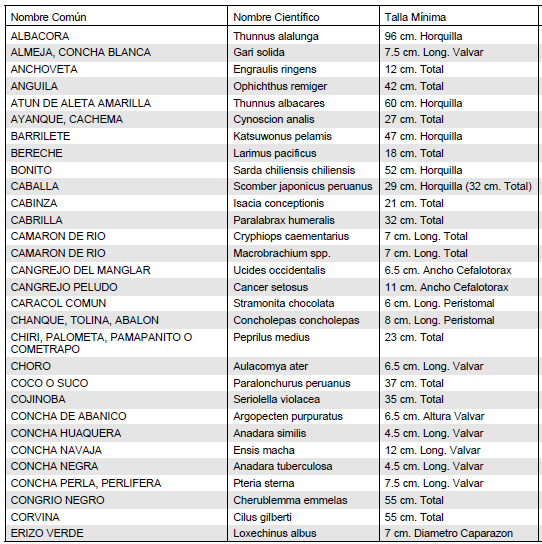 Nombre Común Nombre Científico Talla Mínima
ALBACORA Thunnus alalunga 96 cm. Horquilla
ALMEJA, CONCHA BLANCA Gari solida 7.5 cm. Long. Valvar
ANCHOVETA Engraulis ringens 12 cm. Total
ANGUILA Ophichthus remiger 42 cm. Total
ATUN DE ALETA AMARILLA Thunnus albacares 60 cm. Horquilla
AYANQUE, CACHEMA Cynoscion analis 27 cm. Total
BARRILETE Katsuwonus pelamis 47 cm. Horquilla
BERECHE Larimus pacificus 18 cm. Total
BONITO Sarda chiliensis chiliensis 52 cm. Horquilla
CABALLA Scomber japonicus peruanus 29 cm. Horquilla (32 cm. Total)
CABINZA Isacia conceptionis 21 cm. Total
CABRILLA Paralabrax humeralis 32 cm. Total
CAMARON DE RIO Cryphiops caementarius 7 cm. Long. Total
CAMARON DE RIO Macrobrachium spp. 7 cm. Long. Total
CANGREJO DEL MANGLAR Ucides occidentalis 6.5 cm. Ancho Cefalotorax
CANGREJO PELUDO Cancer setosus 11 cm. Ancho Cefalotorax
CARACOL COMUN Stramonita chocolata 6 cm. Long. Peristomal
CHANQUE, TOLINA, ABALON Concholepas concholepas 8 cm. Long. Peristomal
CHIRI, PALOMETA, PAMAPANITO O Peprilus medius 23 cm. Total
COMETRAPO
CHORO Aulacomya ater 6.5 cm. Long. Valvar
COCO O SUCO Paralonchurus peruanus 37 cm. Total
COJINOBA Seriolella violacea 35 cm. Total
CONCHA DE ABANICO Argopecten purpuratus 6.5 cm. Altura Valvar
CONCHA HUAQUERA Anadara similis 4.5 cm. Long. Valvar
CONCHA NAVAJA Ensis macha 12 cm. Long. Valvar
CONCHA NEGRA Anadara tuberculosa 4.5 cm. Long. Valvar
CONCHA PERLA, PERLIFERA Pteria sterna 7.5 cm. Long. Valvar
CONGRIO NEGRO Cherublemma emmelas 55 cm. Total
CORVINA Cilus gilberti 55 cm. Total
ERIZO VERDE Loxechinus albus 7 cm. Diametro Caparazon